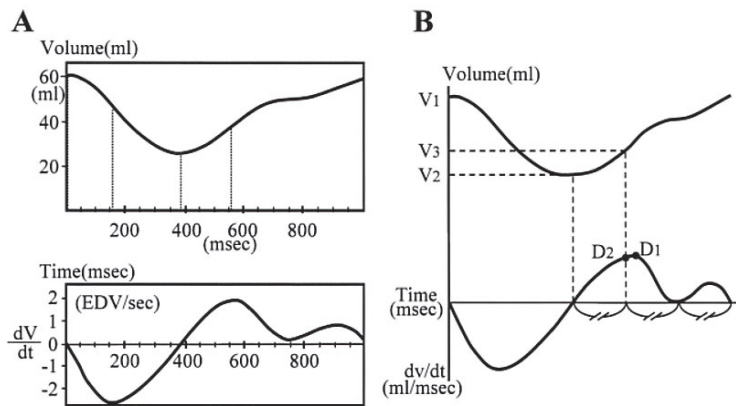 A
Volume(ml)
60
(ml)
40
20
200 400 600 800
(msec)
Time(msec)
(EDV/sec)
2
1
0
-1
-2
dV
dt
200 400 600 800
B
Volume(ml)
V1
V3
V2
D2 D1
Time
(msec)
dv/dt
(ml/msec)